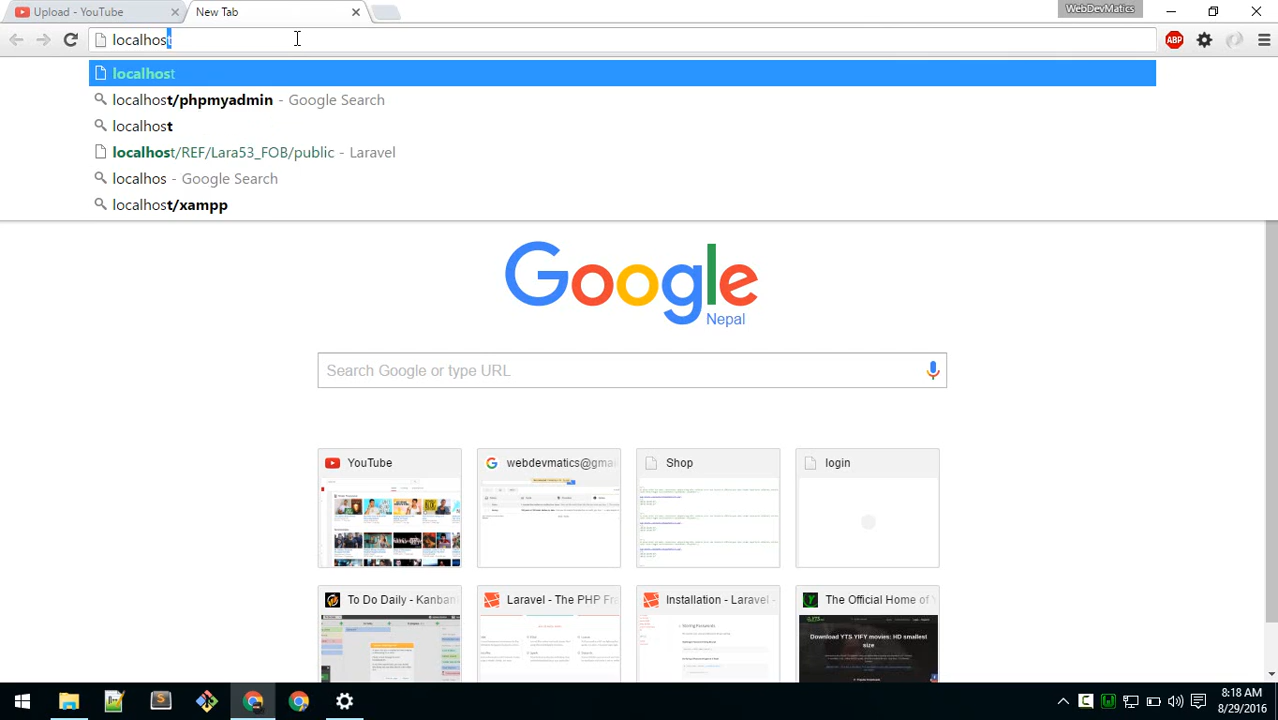 Upload - YouTube
New Tab
WebDevMatics
localhost
ABP
localhost
localhost/phpmyadmin - Google Search
localhost
localhost/REF/Lara53_FOB/public - Laravel
localhos - Google Search
localhost/xampp
Google
Nepal
Search Google or type URL
YouTube
webdevmatics@gma
Shop
login
To Do Daily - Kanban
Laravel - The PHP Fra
Installation - Laravel -
The Official Home of Y
Download YTS YIFY movies: HD smallest
size
8:18 AM
8/29/2016